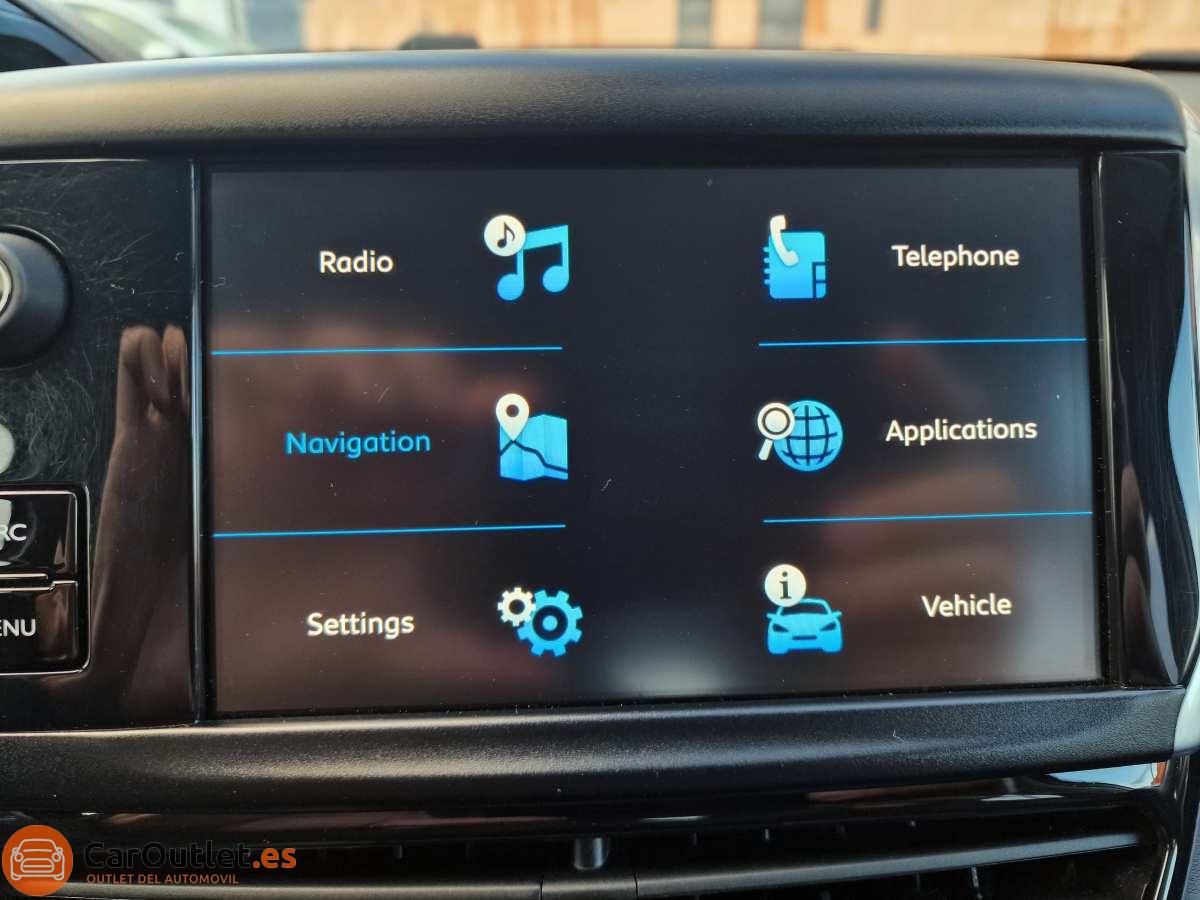 Radio
Telephone
Navigation
Applications
RC
ENU
Settings
i
Vehicle
CarOutlet.es
OUTLET DEL AUTOMOVIL